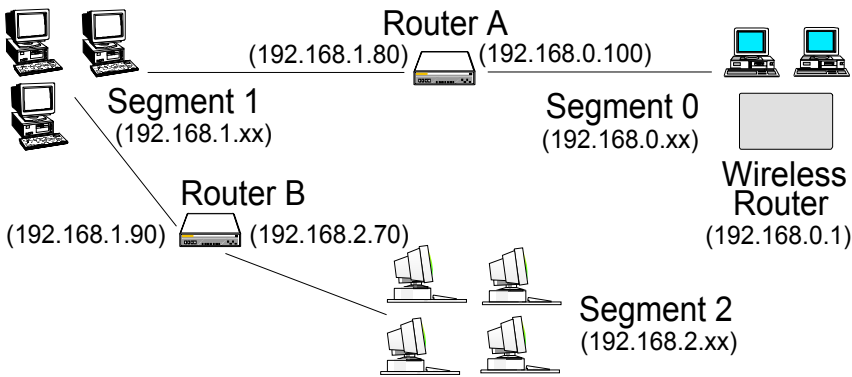 Router A
(192.168.1.80)
(192.168.0.100)
Segment 1
(192.168.1.xx)
Segment 0
(192.168.0.xx)
Wireless
Router
(192.168.0.1)
Router B
(192.168.1.90)
(192.168.2.70)
Segment 2
(192.168.2.xx)